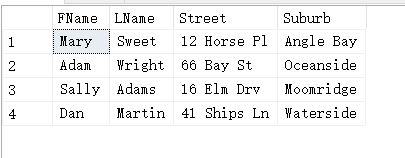 FName LName Street Suburb
1 Mary Sweet 12 Horse Pl Angle Bay
2 Adam Wright 66 Bay St Oceanside
3 Sally Adams 16 Elm Drv Moomridge
4 Dan Martin 41 Ships Ln Waterside